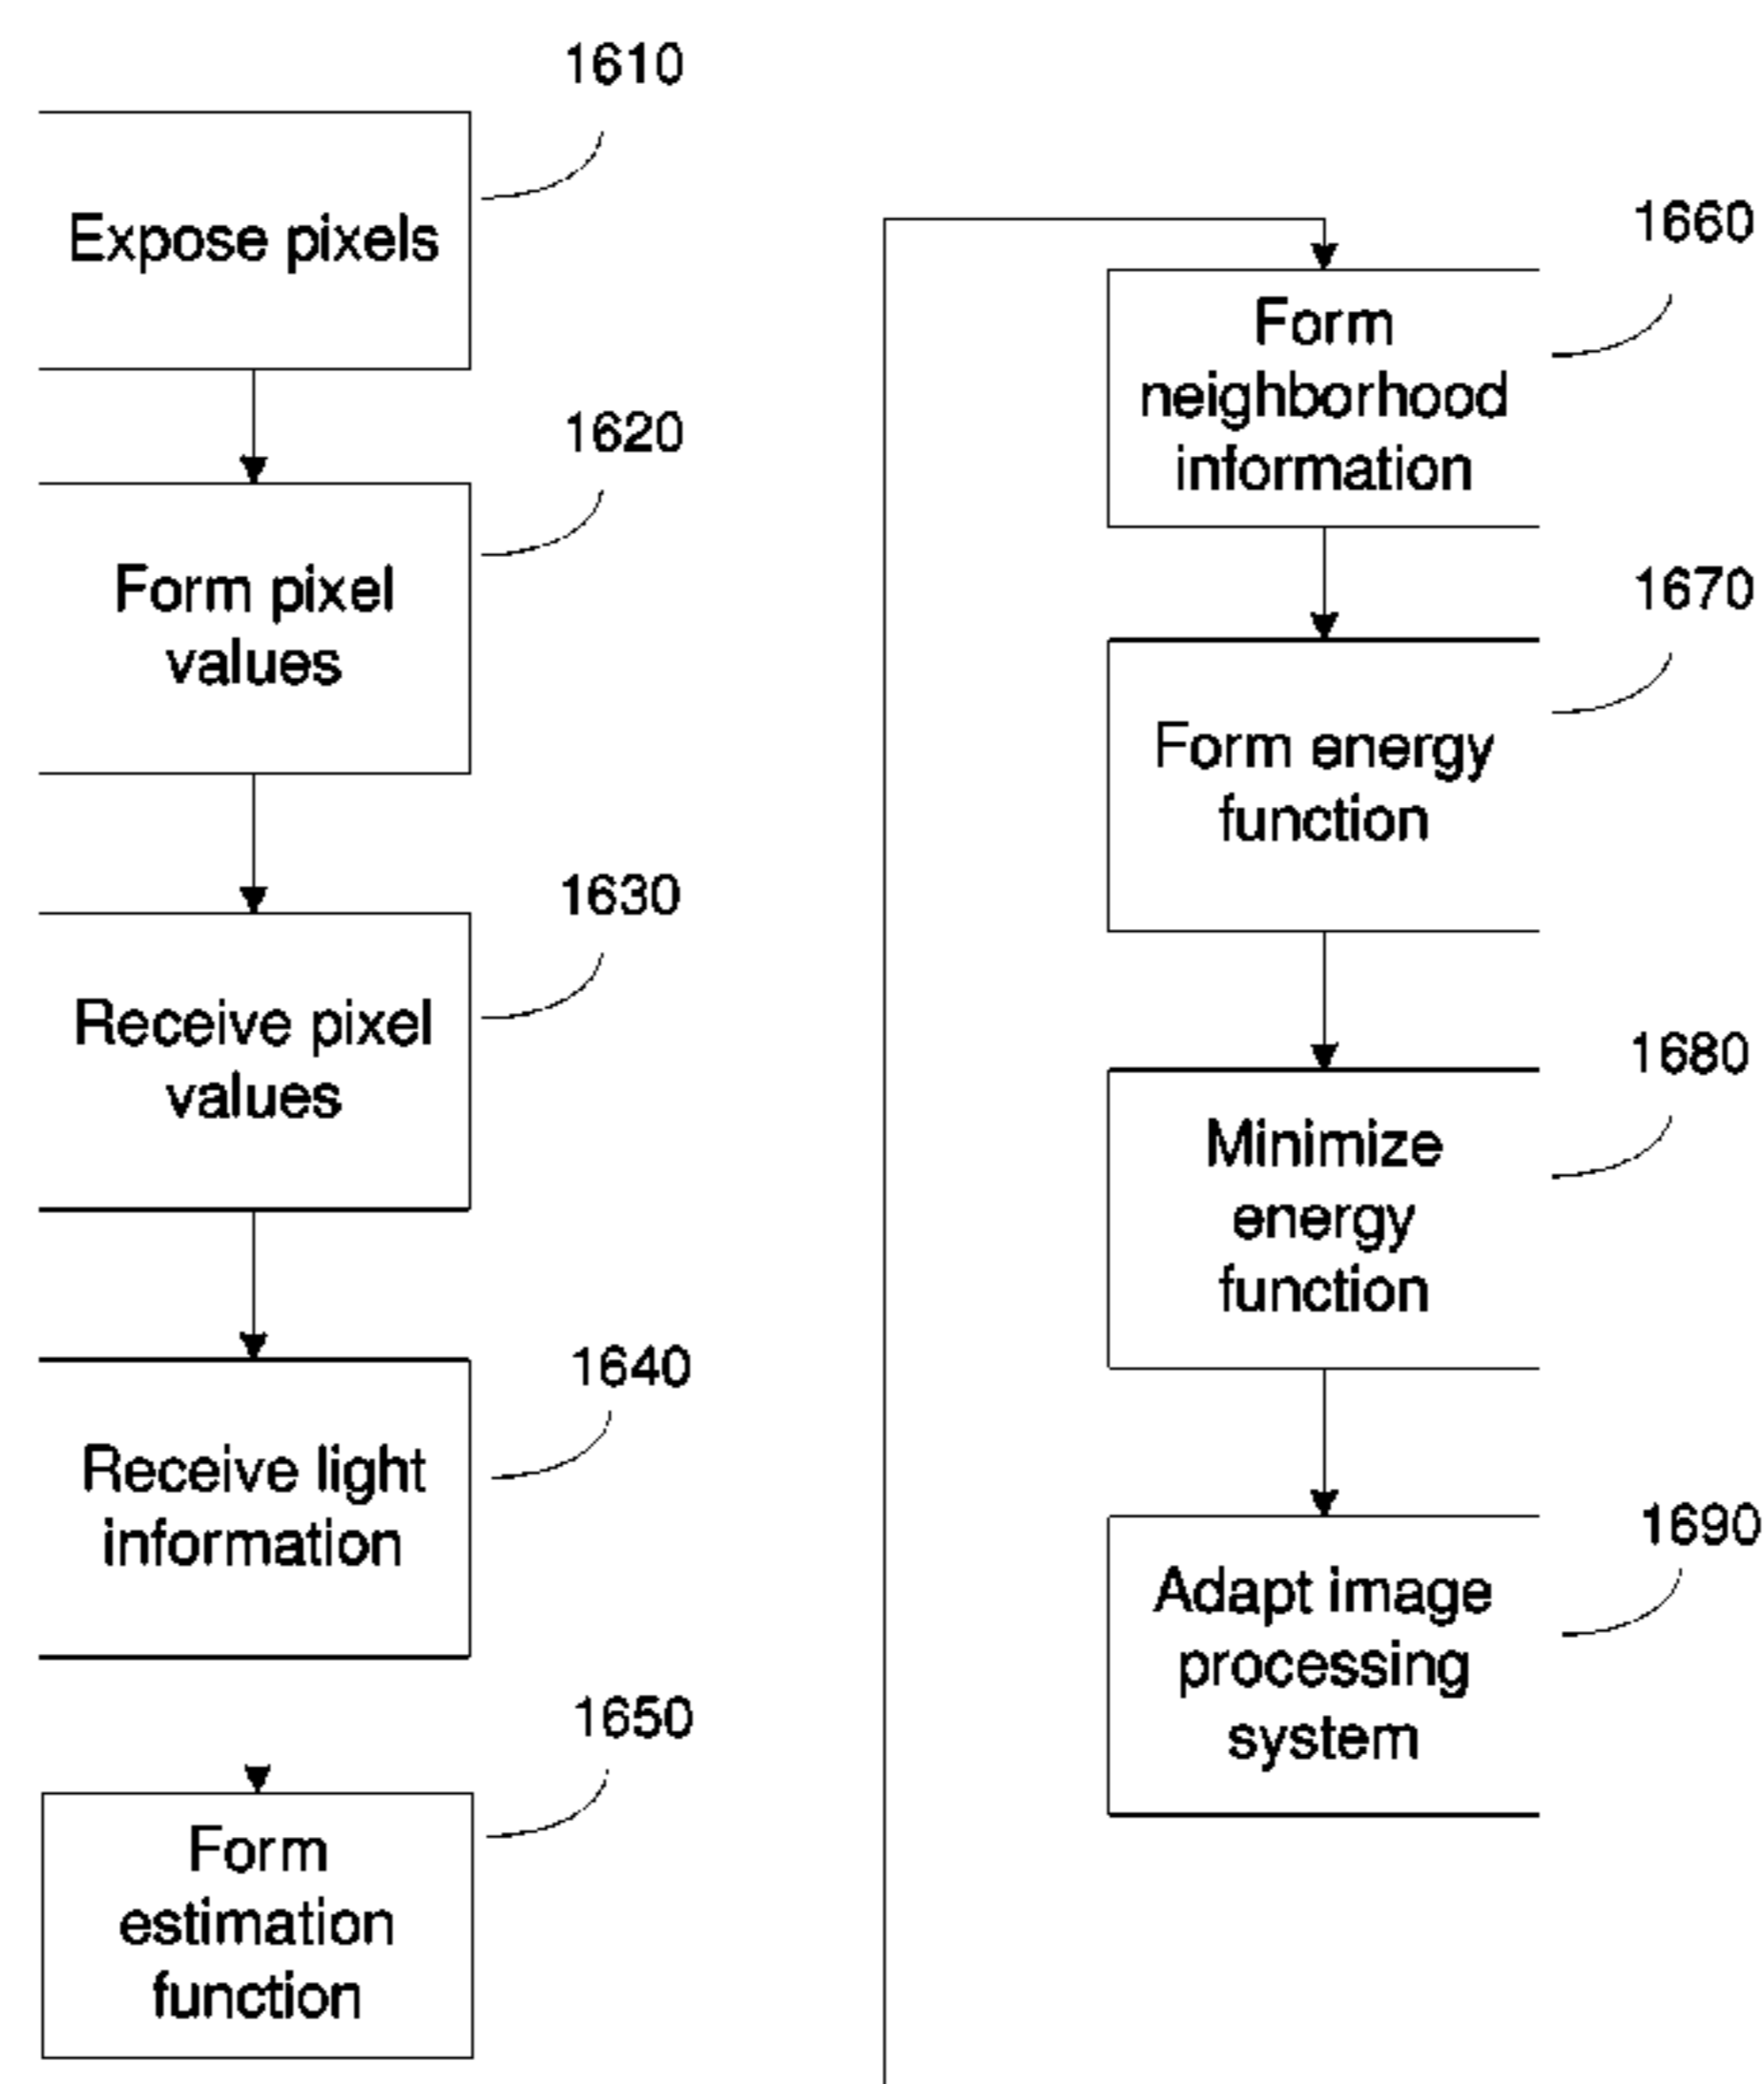 1610
Expose pixels
1620
Form pixel
values
1630
Receive pixel
values
1640
Receive light
information
1650
Form
estimation
function
1660
Form
neighborhood
information
1670
Form energy
function
1680
Minimize
energy
function
1690
Adapt image
processing
system